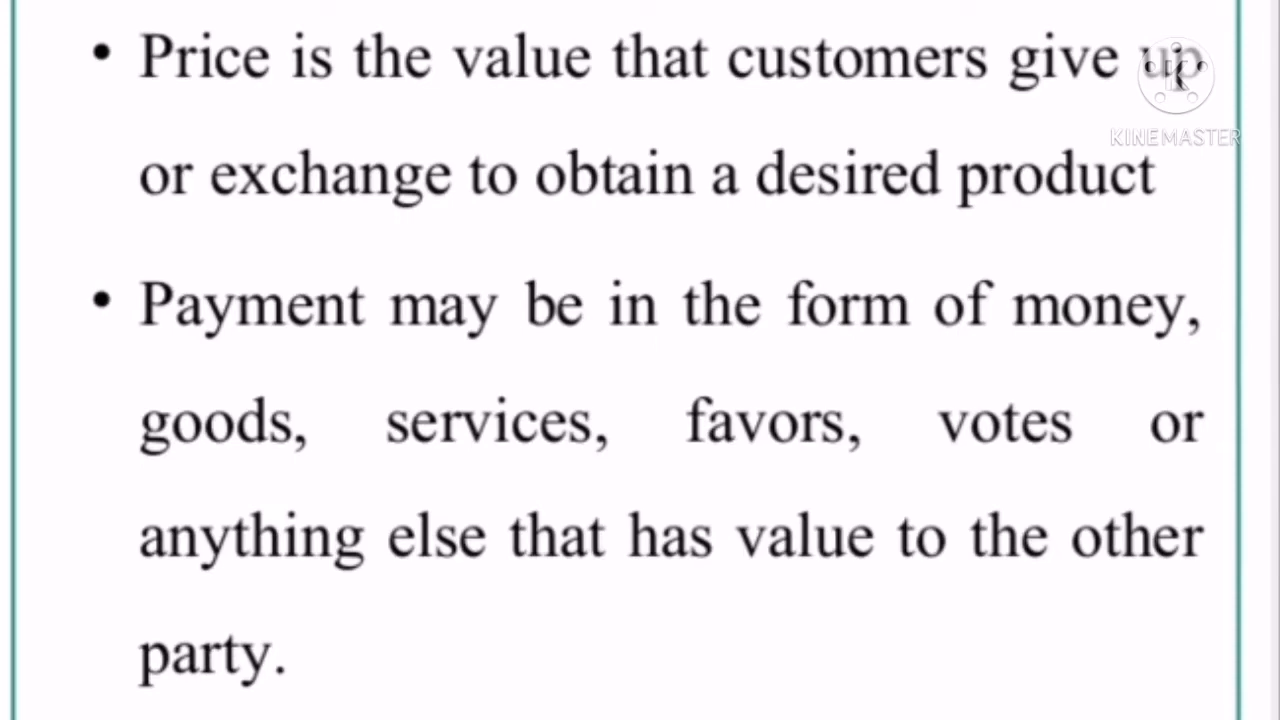 • Price is the value that customers give up
KINEMASTER
or exchange to obtain a desired product
• Payment may be in the form of money,
goods, services, favors, votes or
anything else that has value to the other
party.